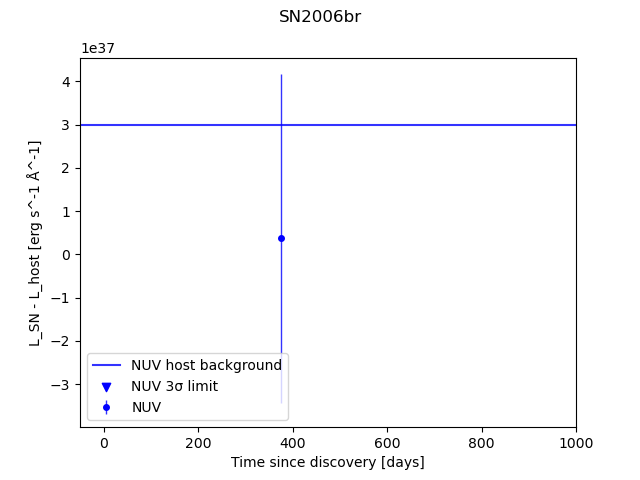 SN2006br
1e37
L_SN - L_host [erg s^-1 Å^-1]
4
3
2
1
0
−1
−2
−3
NUV host background
NUV 3σ limit
NUV
0
200
400
600
800
1000
Time since discovery [days]